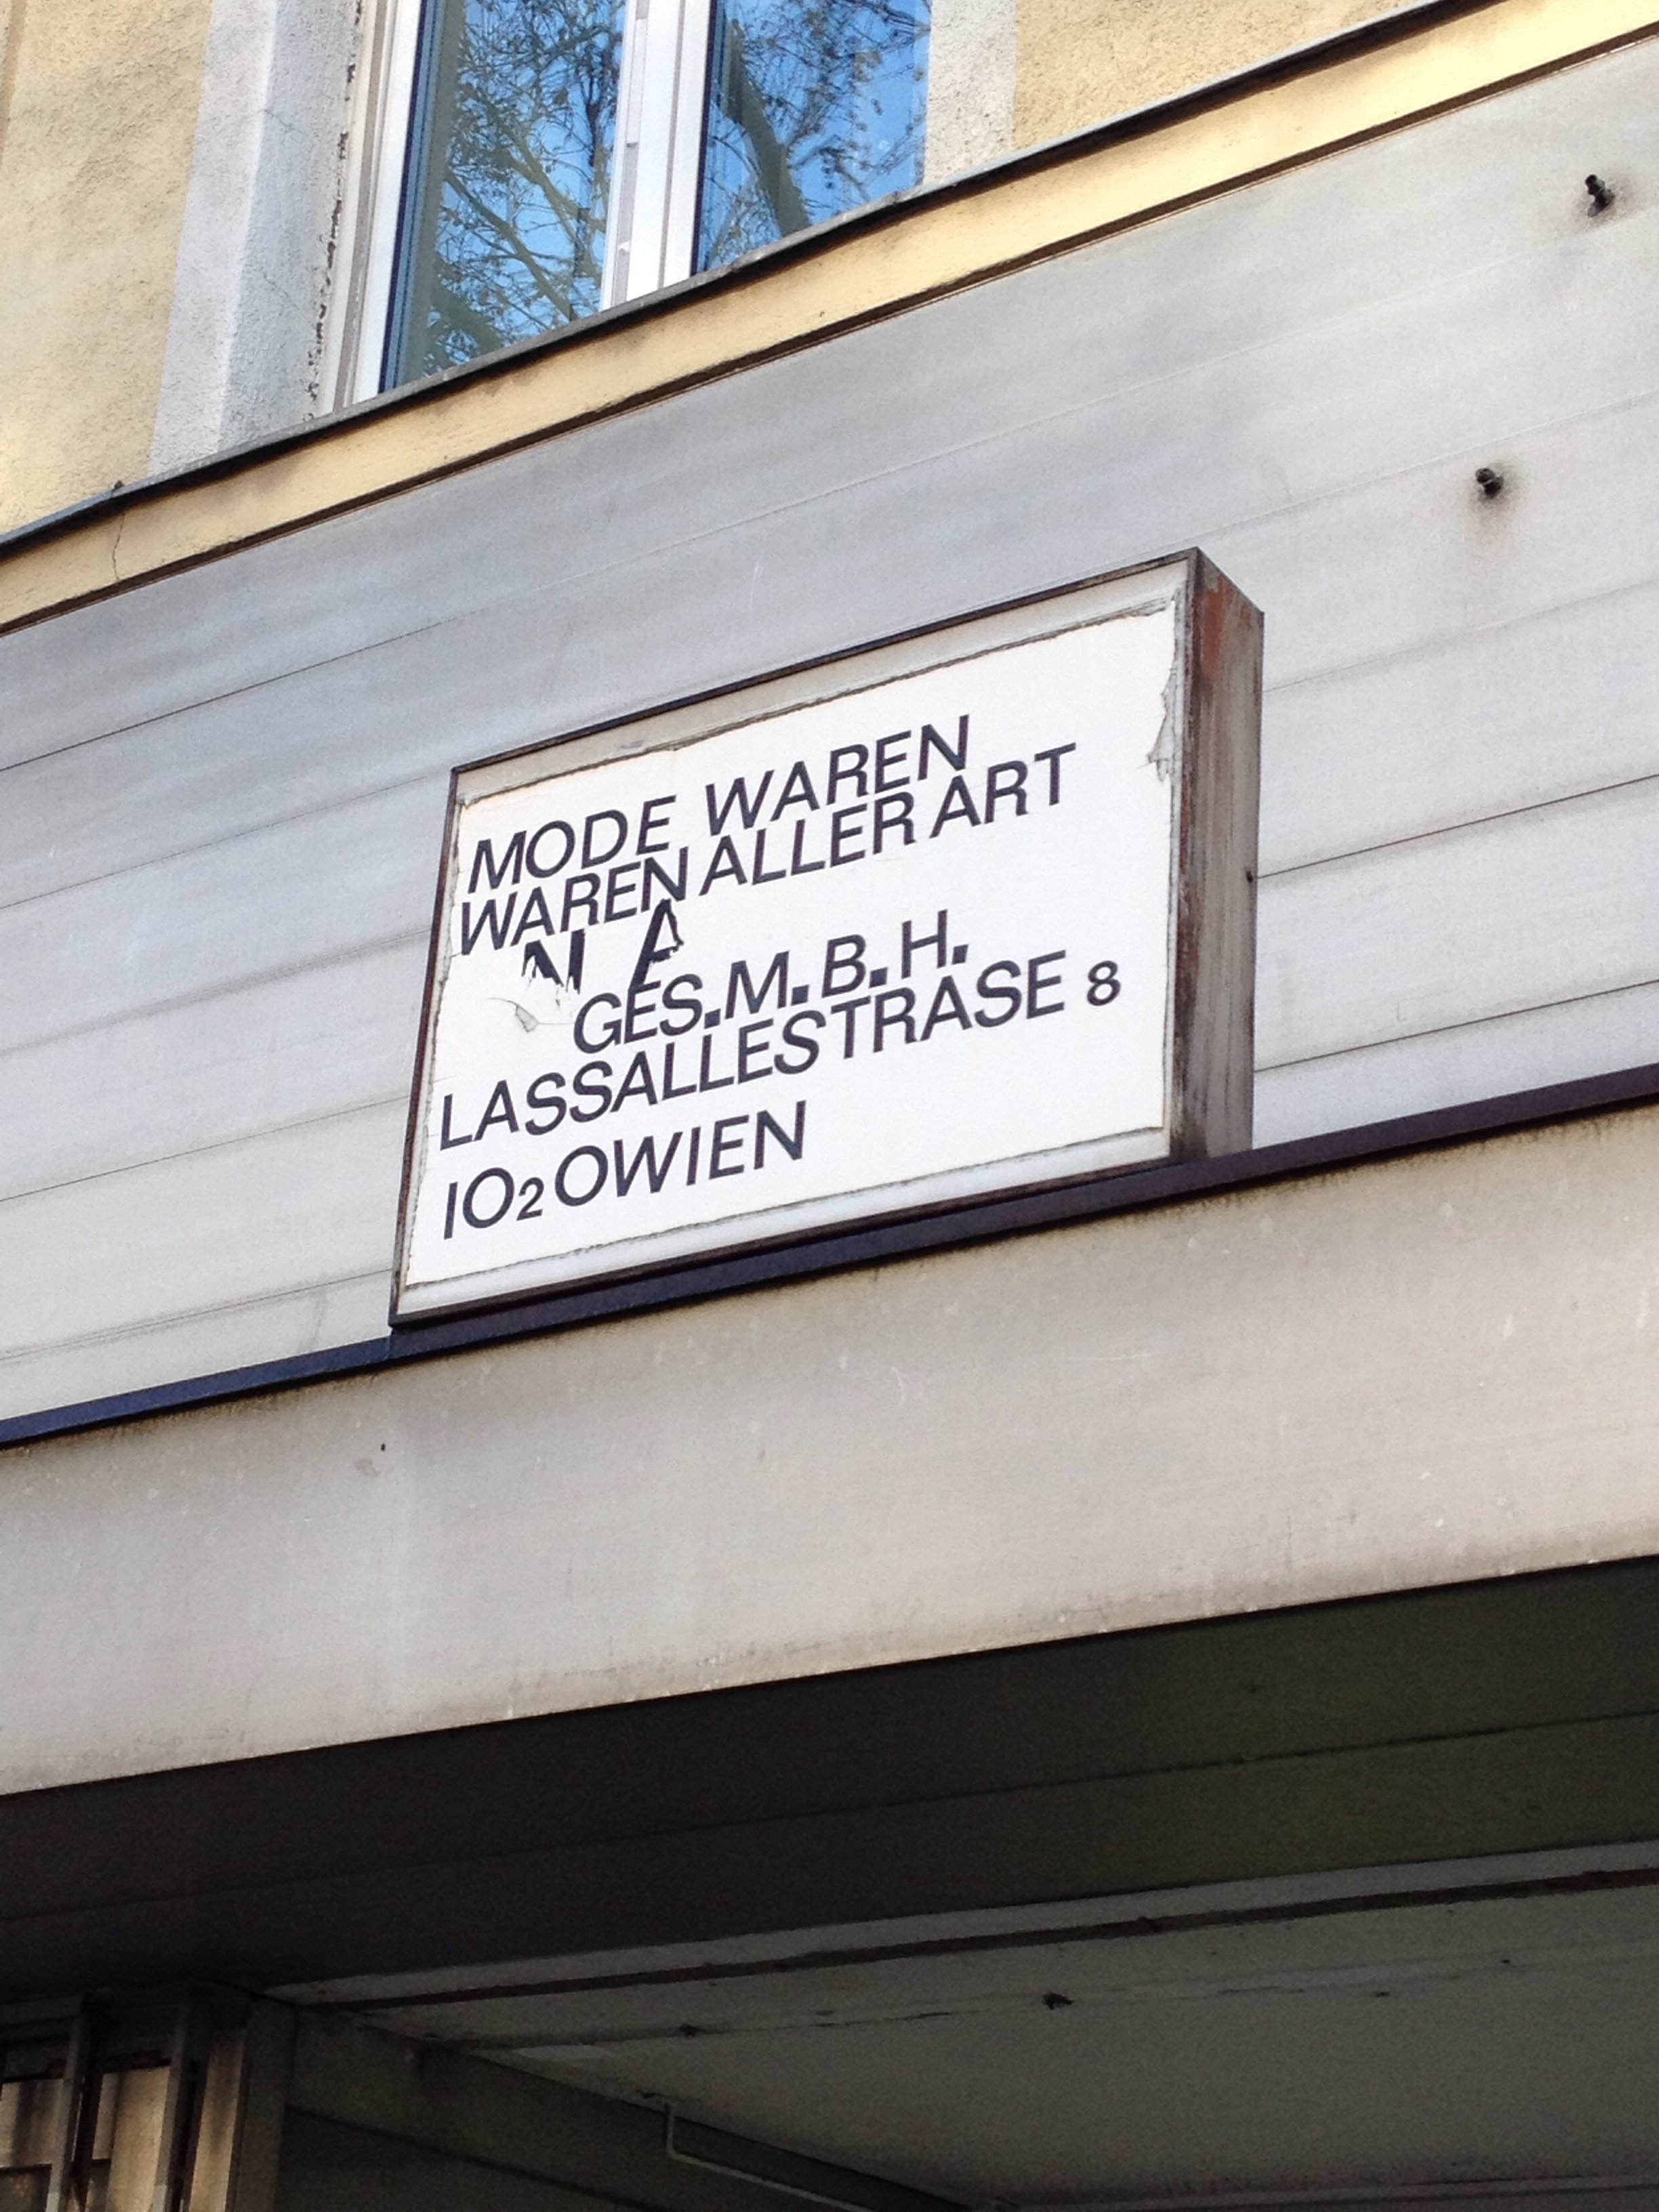 MODE WAREN
WAREN ALLER ART
N A
GES.M.B.H.
LASSALLESTRASE 8
1020 WIEN